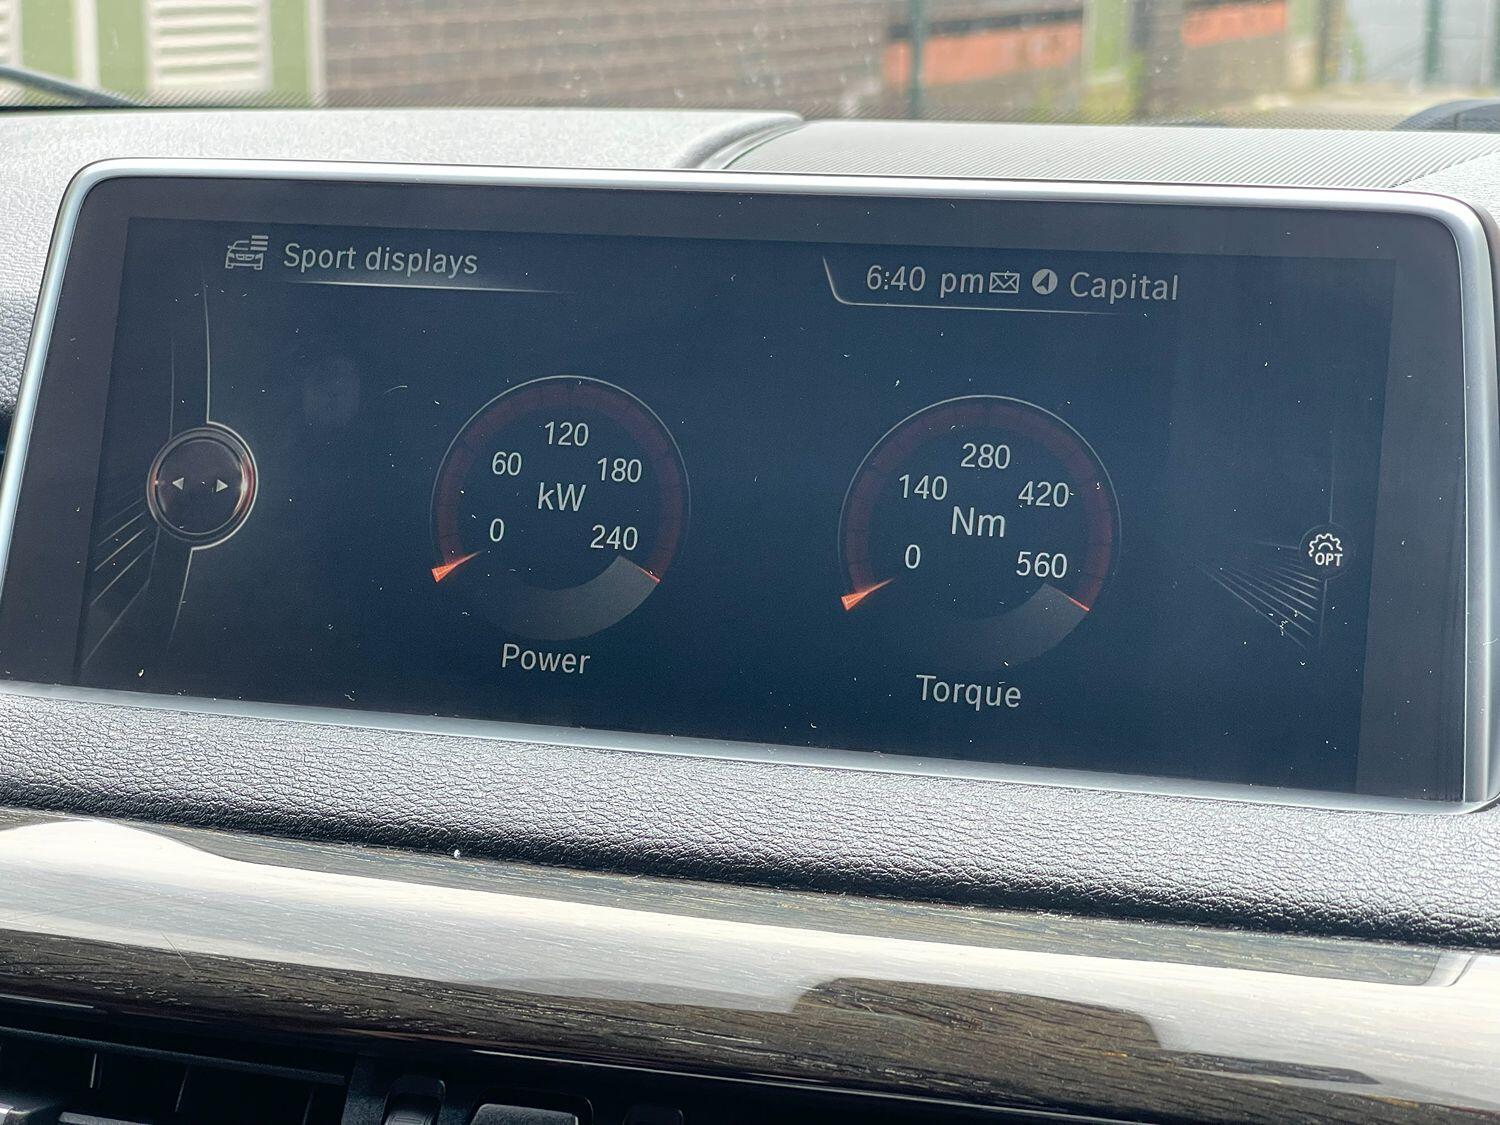 Sport displays
6:40 pm Capital
120
60 180
kW
0 240
Power
280
140 420
Nm
0 560
Torque
OPT